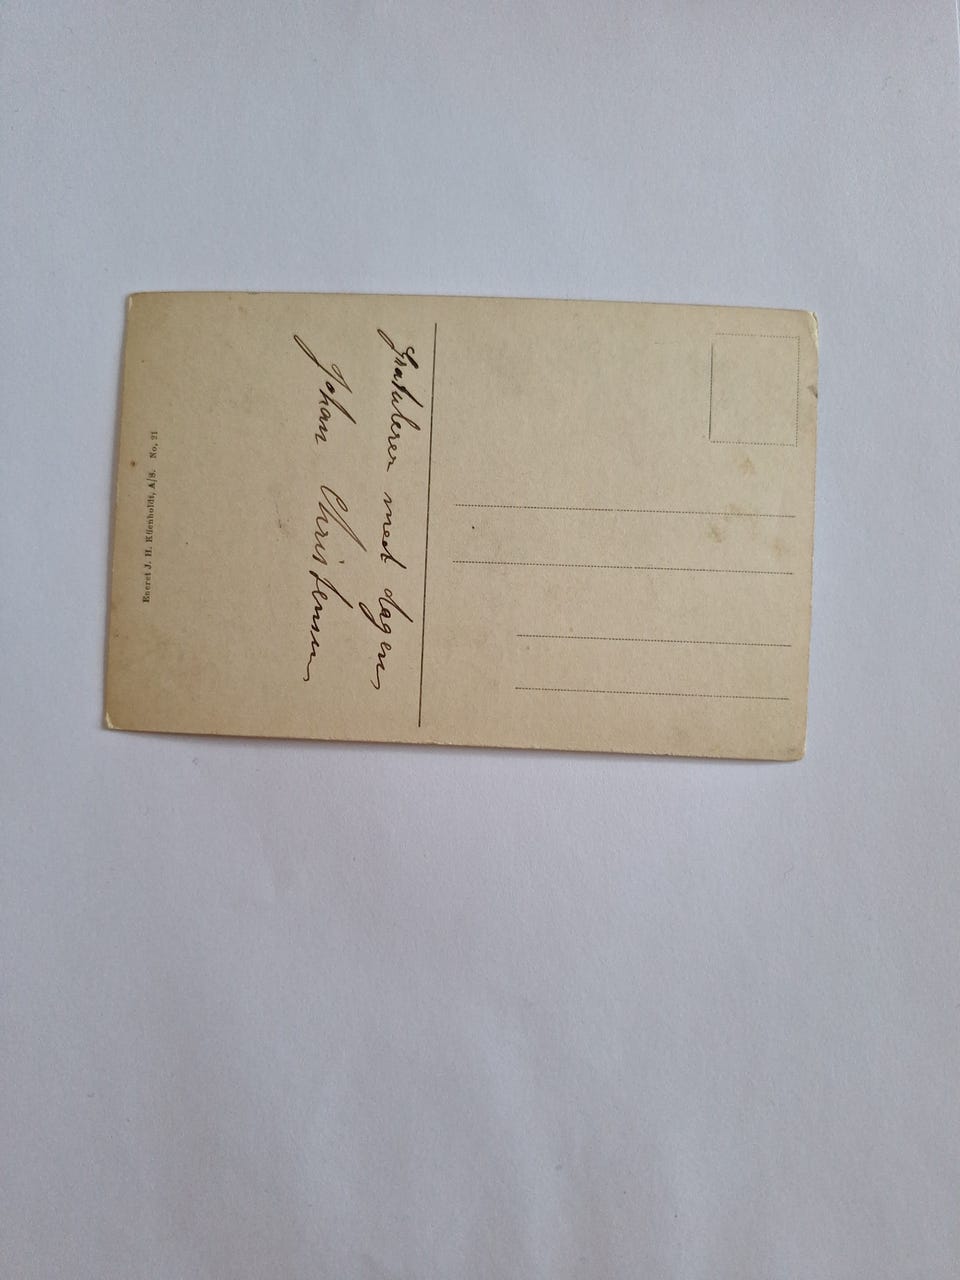 Gratulerer med dagen
Johan Christensen
Eneret J. H. Küenholdt, A/S. No. 21